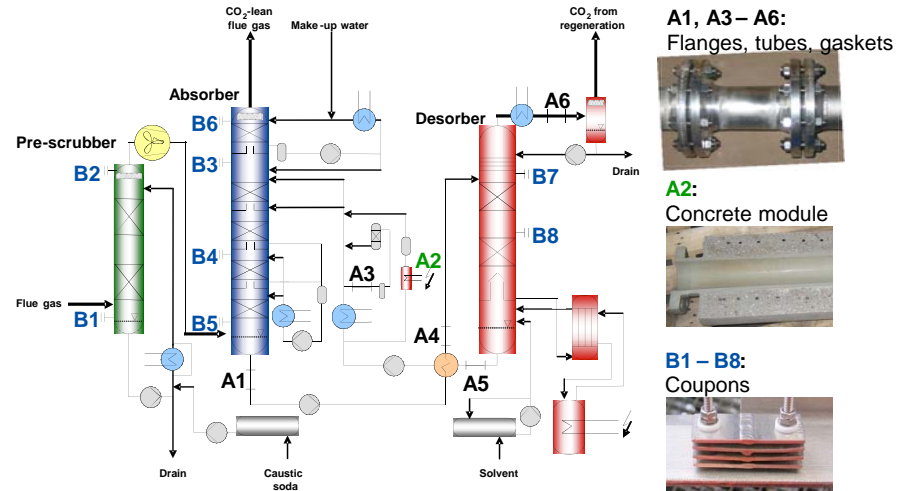 CO2-lean
flue gas
Make-up water
CO2 from
regeneration
A1, A3 – A6:
Flanges, tubes, gaskets
Absorber
A6
Desorber
B6
Pre-scrubber
B3
B2
B7
Drain
A2:
Concrete module
B8
B4
A2
A3
Flue gas
B1
B5
A4
B1 – B8:
Coupons
A1
A5
Drain
Caustic
soda
Solvent